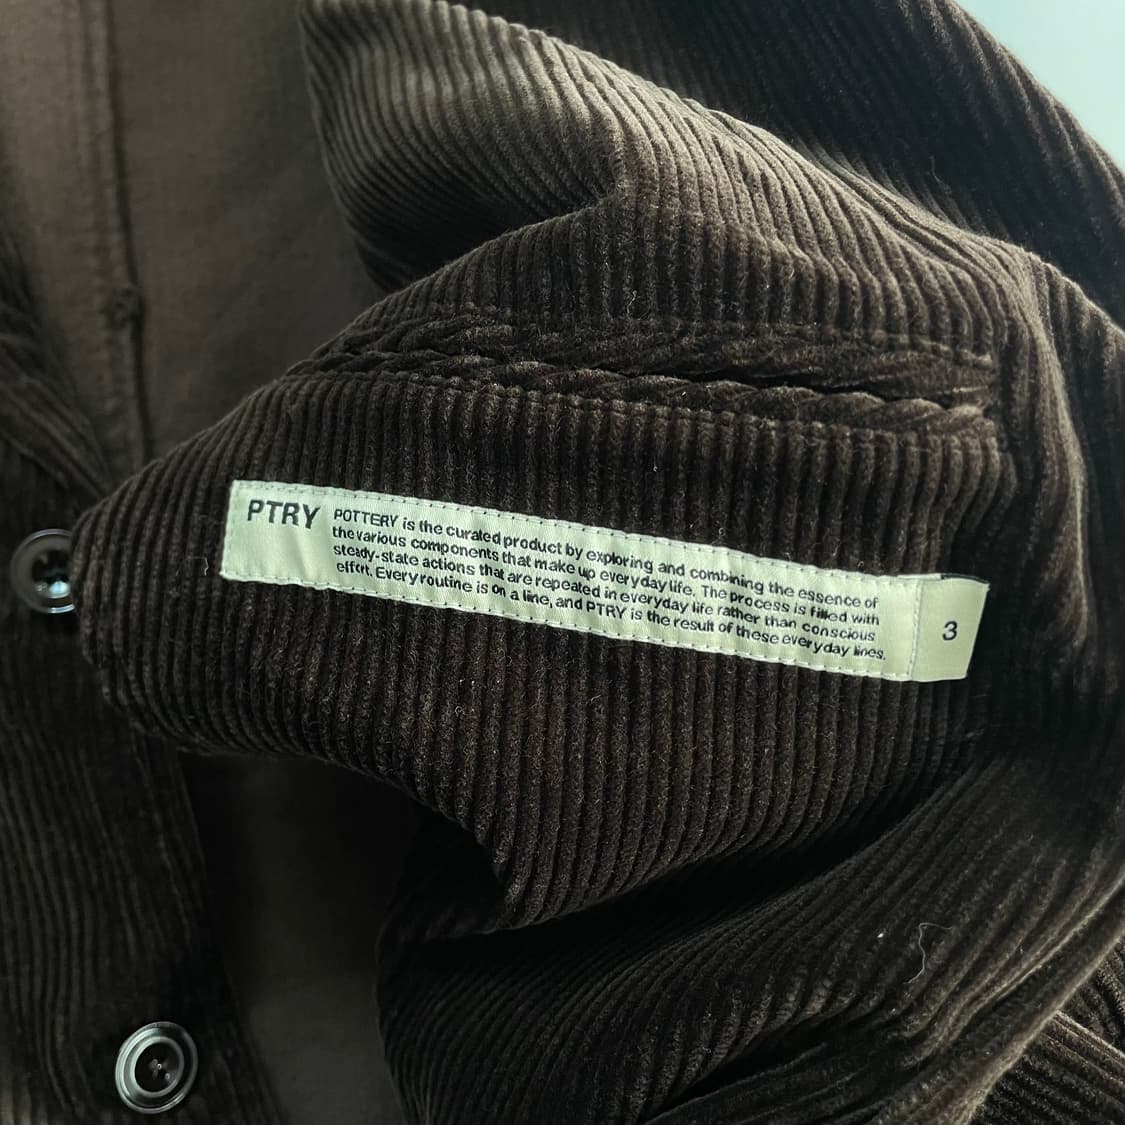 PTRY
POTTERY is the curated product by exploring and combining the essence of
the various components that make up everyday life. The process is filled with
steady-state actions that are repeated in everyday life rather than conscious
effort. Every routine is on a line, and PTRY is the result of these everyday lines.
3